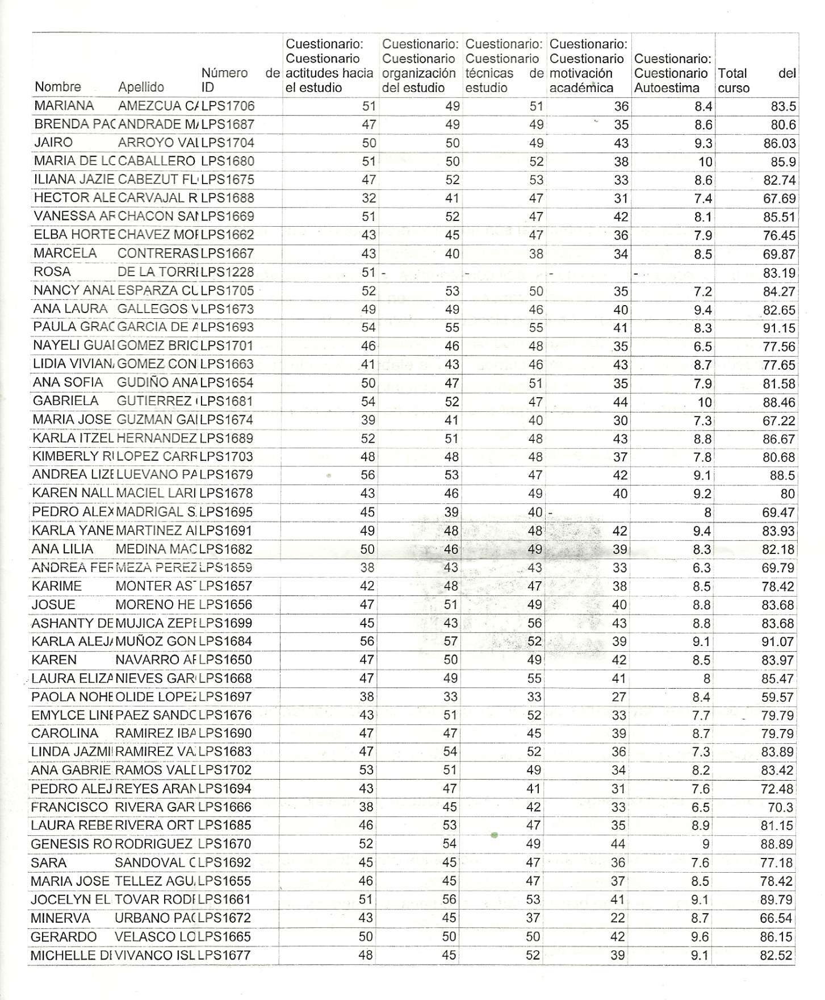 Nombre Apellido Número de ID Cuestionario: Cuestionario actitudes hacia el estudio Cuestionario: Cuestionario organización del estudio Cuestionario: Cuestionario técnicas de estudio Cuestionario: Cuestionario motivación académica Cuestionario: Cuestionario Autoestima Total del curso
MARIANA AMEZCUA CA LPS1706 51 49 51 36 8.4 83.5
BRENDA PAC ANDRADE MA LPS1687 47 49 49 35 8.6 80.6
JAIRO ARROYO VAL LPS1704 50 50 49 43 9.3 86.03
MARIA DE LC CABALLERO LPS1680 51 50 52 38 10 85.9
ILIANA JAZIE CABEZUT FL LPS1675 47 52 53 33 8.6 82.74
HECTOR ALE CARVAJAL R LPS1688 32 41 47 31 7.4 67.69
VANESSA AR CHACON SAN LPS1669 51 52 47 42 8.1 85.51
ELBA HORTE CHAVEZ MOR LPS1662 43 45 47 36 7.9 76.45
MARCELA CONTRERAS LPS1667 43 40 38 34 8.5 69.87
ROSA DE LA TORRE LPS1228 51 - - - - 83.19
NANCY ANAL ESPARZA CU LPS1705 52 53 50 35 7.2 84.27
ANA LAURA GALLEGOS V LPS1673 49 49 46 40 9.4 82.65
PAULA GRAC GARCIA DE A LPS1693 54 55 55 41 8.3 91.15
NAYELI GUAD GOMEZ BRIC LPS1701 46 46 48 35 6.5 77.56
LIDIA VIVIANA GOMEZ CON LPS1663 41 43 46 43 8.7 77.65
ANA SOFIA GUDIÑO ANA LPS1654 50 47 51 35 7.9 81.58
GABRIELA GUTIERREZ LPS1681 54 52 47 44 10 88.46
MARIA JOSE GUZMAN GAL LPS1674 39 41 40 30 7.3 67.22
KARLA ITZEL HERNANDEZ LPS1689 52 51 48 43 8.8 86.67
KIMBERLY RU LOPEZ CARR LPS1703 48 48 48 37 7.8 80.68
ANDREA LIZE LUEVANO PA LPS1679 56 53 47 42 9.1 88.5
KAREN NALL MACIEL LARI LPS1678 43 46 49 40 9.2 80
PEDRO ALEX MADRIGAL S. LPS1695 45 39 40 - 8 69.47
KARLA YANE MARTINEZ AI LPS1691 49 48 48 42 9.4 83.93
ANA LILIA MEDINA MAC LPS1682 50 46 49 39 8.3 82.18
ANDREA FER MEZA PEREZ LPS1859 38 43 43 33 6.3 69.79
KARIME MONTER AST LPS1657 42 48 47 38 8.5 78.42
JOSUE MORENO HE LPS1656 47 51 49 40 8.8 83.68
ASHANTY DE MUJICA ZEPE LPS1699 45 43 56 43 8.8 83.68
KARLA ALEJA MUÑOZ GON LPS1684 56 57 52 39 9.1 91.07
KAREN NAVARRO AR LPS1650 47 50 49 42 8.5 83.97
LAURA ELIZA NIEVES GAR LPS1668 47 49 55 41 8 85.47
PAOLA NOHE OLIDE LOPEZ LPS1697 38 33 33 27 8.4 59.57
EMYLCE LINE PAEZ SANDO LPS1676 43 51 52 33 7.7 79.79
CAROLINA RAMIREZ IBA LPS1690 47 47 45 39 8.7 79.79
LINDA JAZMI RAMIREZ VA LPS1683 47 54 52 36 7.3 83.89
ANA GABRIE RAMOS VALD LPS1702 53 51 49 34 8.2 83.42
PEDRO ALEJ REYES ARAN LPS1694 43 47 41 31 7.6 72.48
FRANCISCO RIVERA GAR LPS1666 38 45 42 33 6.5 70.3
LAURA REBE RIVERA ORT LPS1685 46 53 47 35 8.9 81.15
GENESIS RO RODRIGUEZ LPS1670 52 54 49 44 9 88.89
SARA SANDOVAL C LPS1692 45 45 47 36 7.6 77.18
MARIA JOSE TELLEZ AGU LPS1655 46 45 47 37 8.5 78.42
JOCELYN EL TOVAR RODR LPS1661 51 56 53 41 9.1 89.79
MINERVA URBANO PAC LPS1672 43 45 37 22 8.7 66.54
GERARDO VELASCO LO LPS1665 50 50 50 42 9.6 86.15
MICHELLE DE VIVANCO ISL LPS1677 48 45 52 39 9.1 82.52